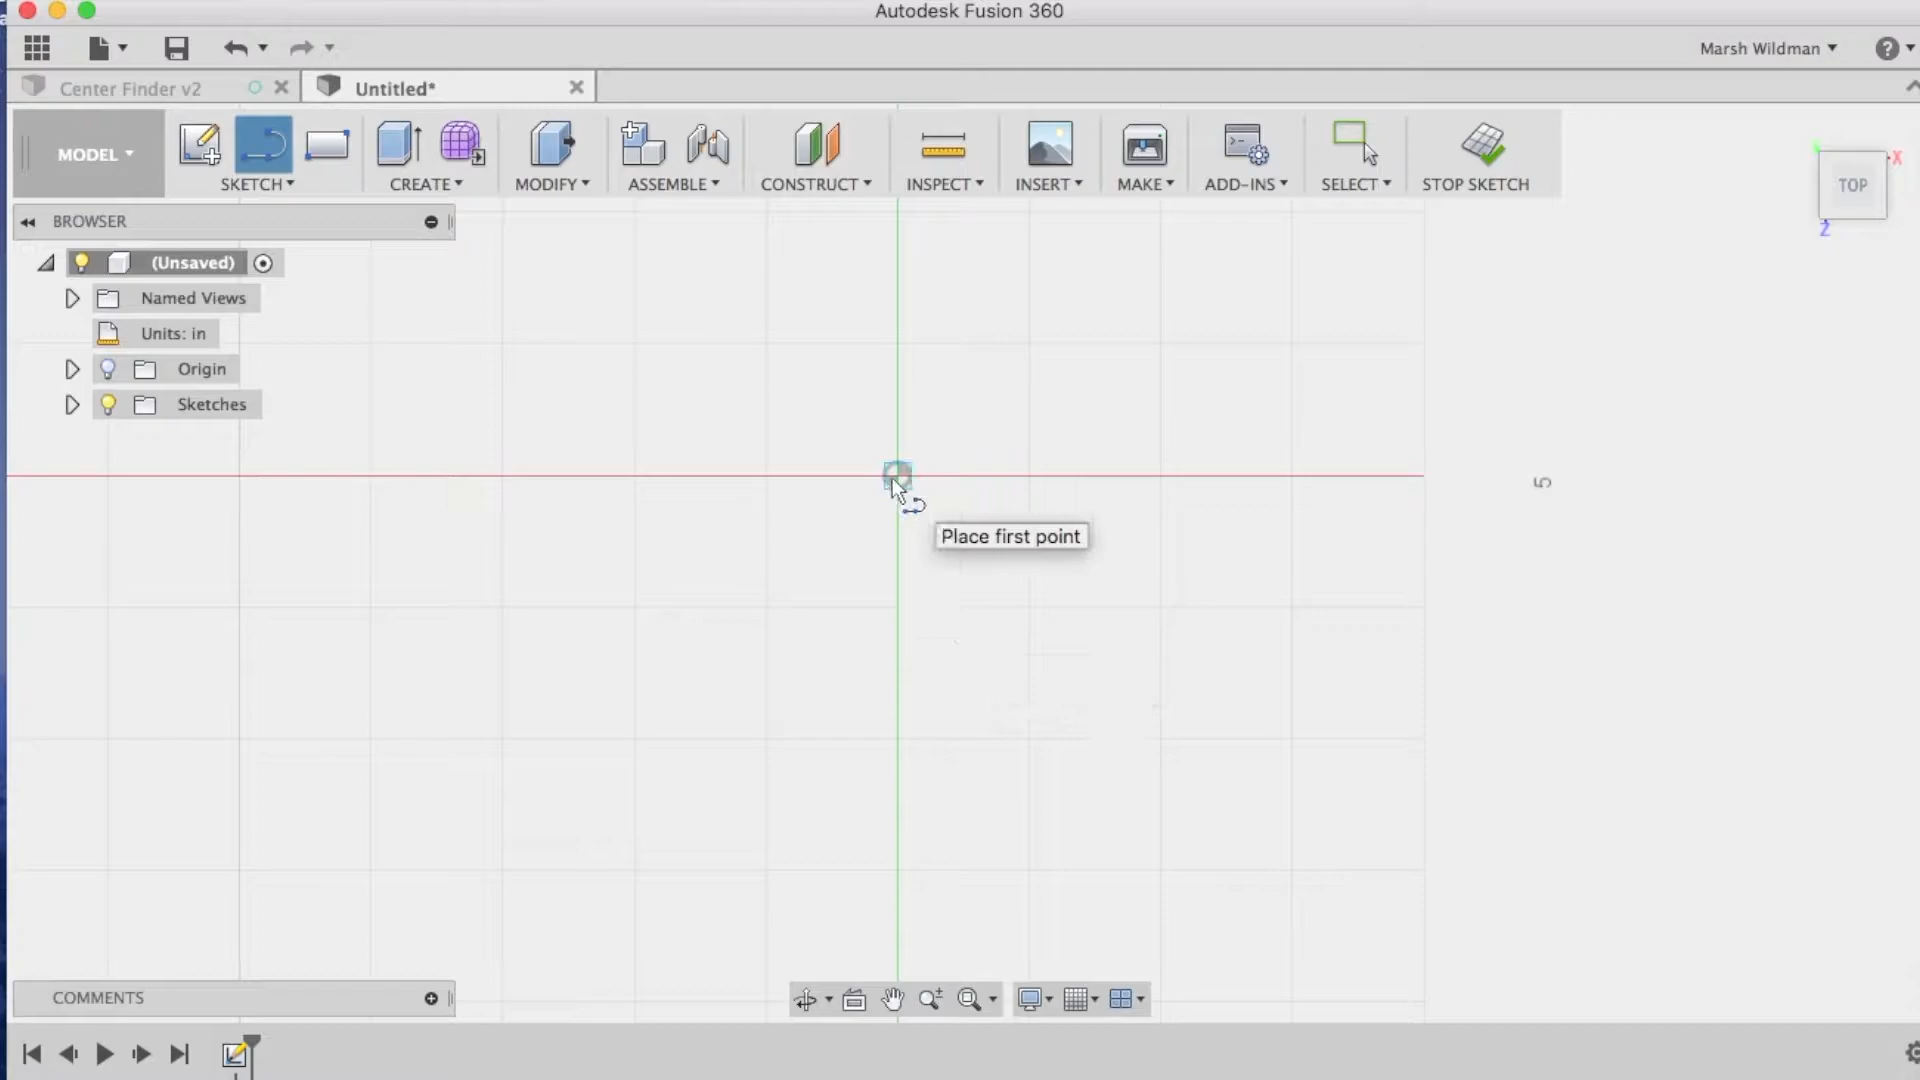 Autodesk Fusion 360
Marsh Wildman
Center Finder v2
Untitled*
MODEL
SKETCH
CREATE
MODIFY
ASSEMBLE
CONSTRUCT
INSPECT
INSERT
MAKE
ADD-INS
SELECT
STOP SKETCH
TOP
X
Z
BROWSER
(Unsaved)
Named Views
Units: in
Origin
Sketches
5
Place first point
COMMENTS